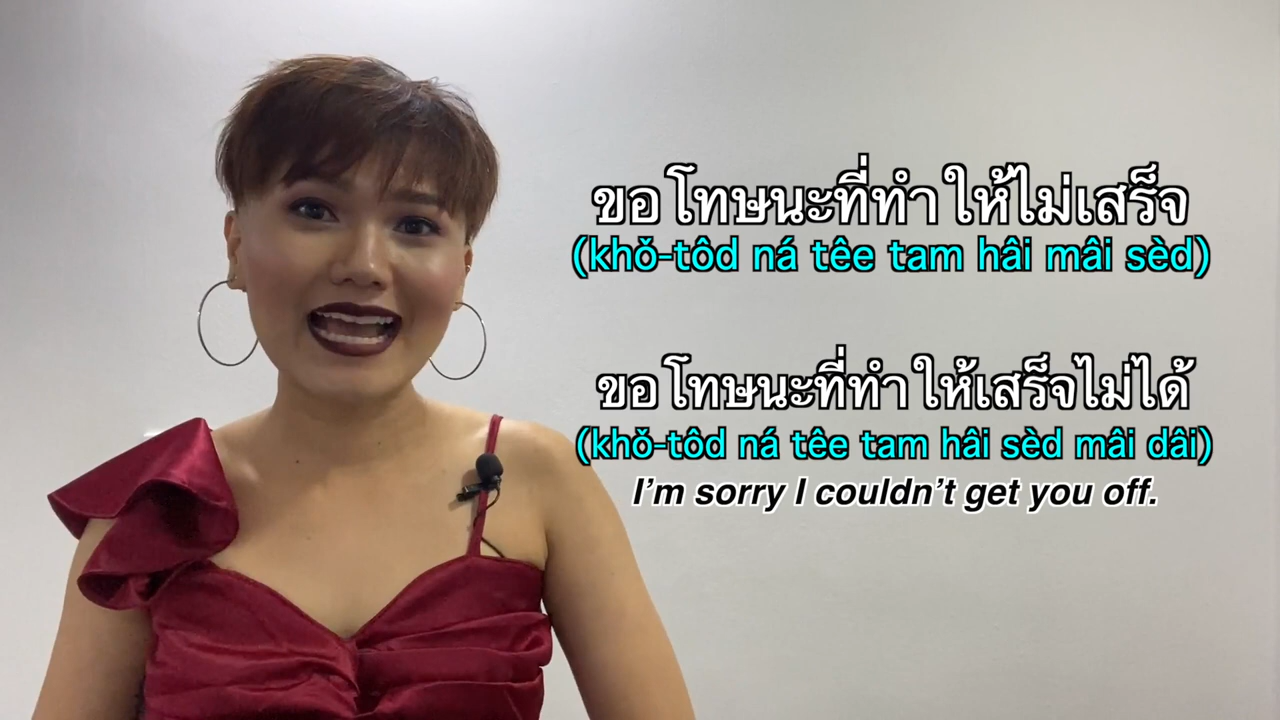 ขอโทษนะที่ทำให้ไม่เสร็จ
(khǒ-tôd ná têe tam hâi mâi sèd)
ขอโทษนะที่ทำให้เสร็จไม่ได้
(khǒ-tôd ná têe tam hâi sèd mâi dâi)
I'm sorry I couldn't get you off.